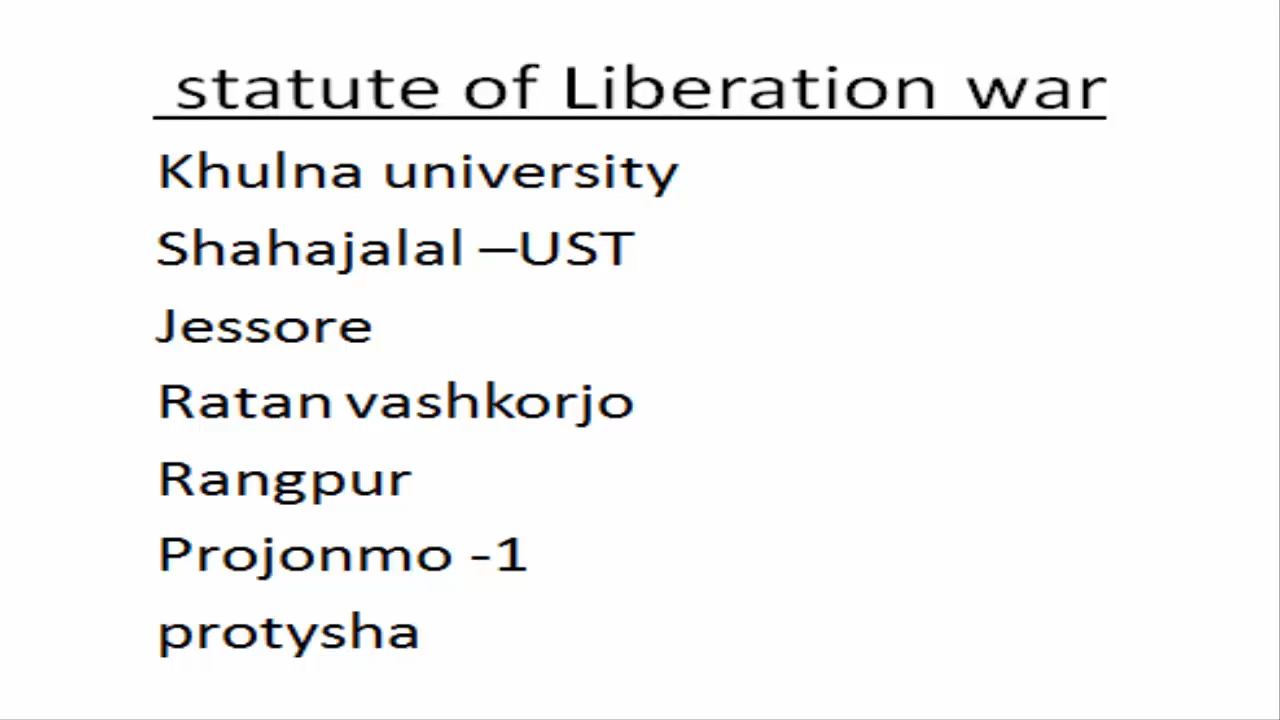 statute of Liberation war
Khulna university
Shahajalal –UST
Jessore
Ratan vashkorjo
Rangpur
Projonmo -1
protysha